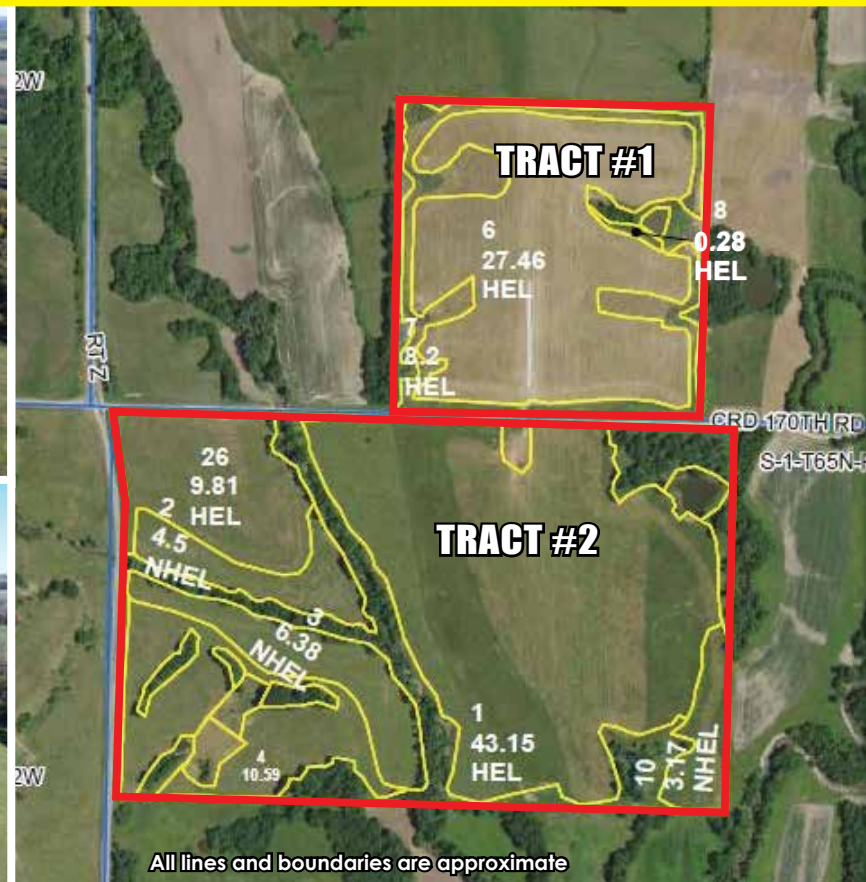 2W
TRACT #1
6
27.46
HEL
8
0.28
HEL
7
8.2
HEL
RT Z
CRD 170TH RD
S-1-T65N-
26
9.81
HEL
2
4.5
NHEL
TRACT #2
3
6.38
NHEL
1
43.15
HEL
4
10.59
10
3.17
NHEL
2W
All lines and boundaries are approximate